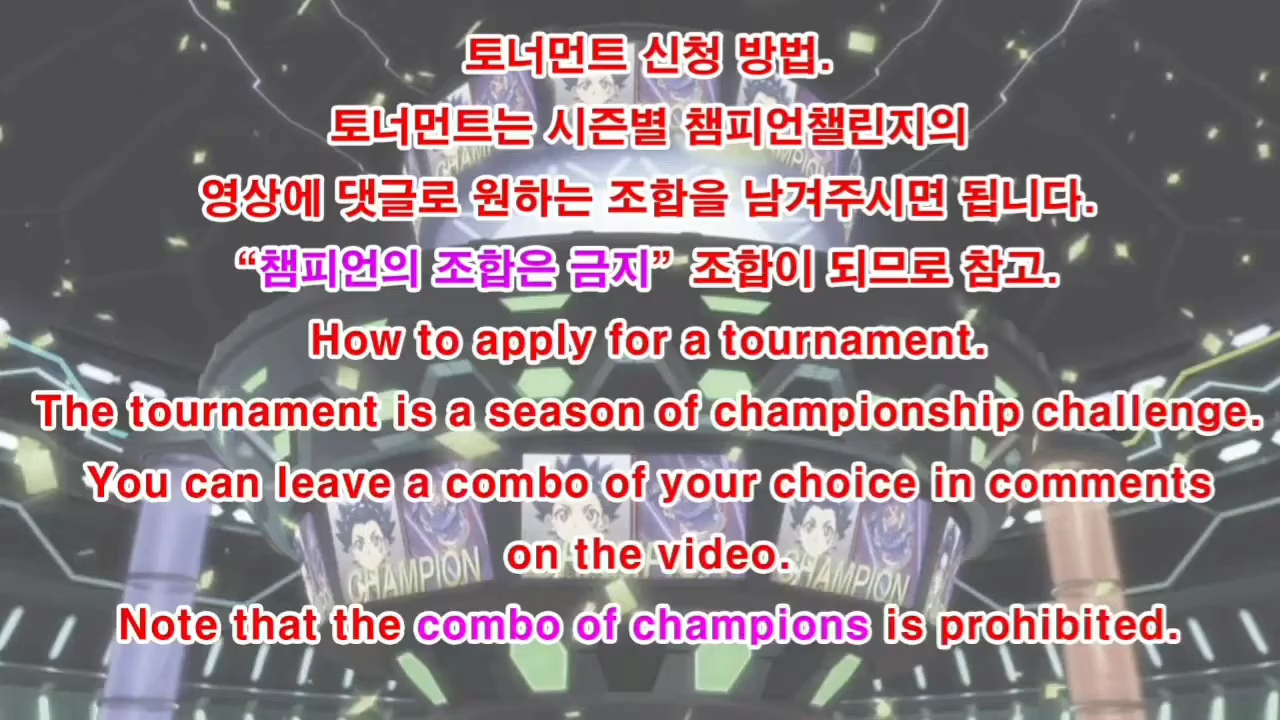 토너먼트 신청 방법.
토너먼트는 시즌별 챔피언챌린지의
영상에 댓글로 원하는 조합을 남겨주시면 됩니다.
“챔피언의 조합은 금지” 조합이 되므로 참고.
How to apply for a tournament.
The tournament is a season of championship challenge.
You can leave a combo of your choice in comments
on the video.
Note that the combo of champions is prohibited.
CHAMPION
CHAMPION
CHAMPION